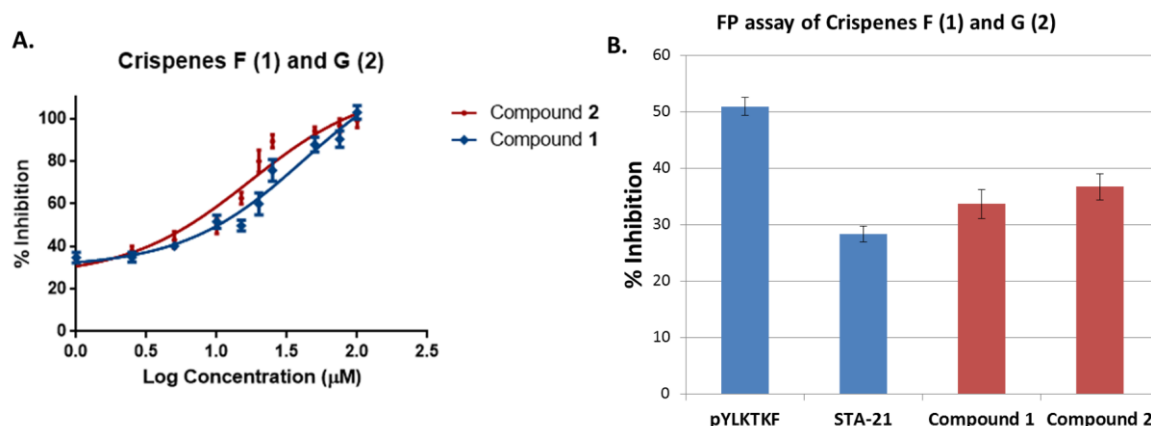 A.
Crispenes F (1) and G (2)
% Inhibition
100
80
60
40
20
0
0.0 0.5 1.0 1.5 2.0 2.5
Log Concentration (µM)
Compound 2
Compound 1
B.
FP assay of Crispenes F (1) and G (2)
% Inhibition
60
50
40
30
20
10
0
pYLKTKF STA-21 Compound 1 Compound 2